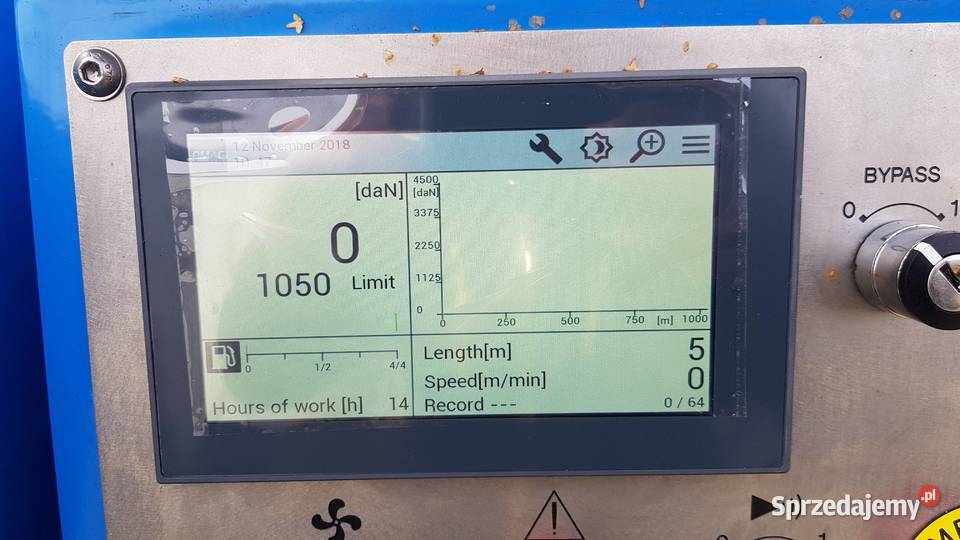 12 November 2018
[daN]
0
1050 Limit
4500
[daN]
3375
2250
1125
0
0 250 500 750 [m] 1000
0 1/2 4/4
Hours of work [h] 14
Length[m] 5
Speed[m/min] 0
Record --- 0 / 64
BYPASS
0 1
1
Sprzedajemy.pl